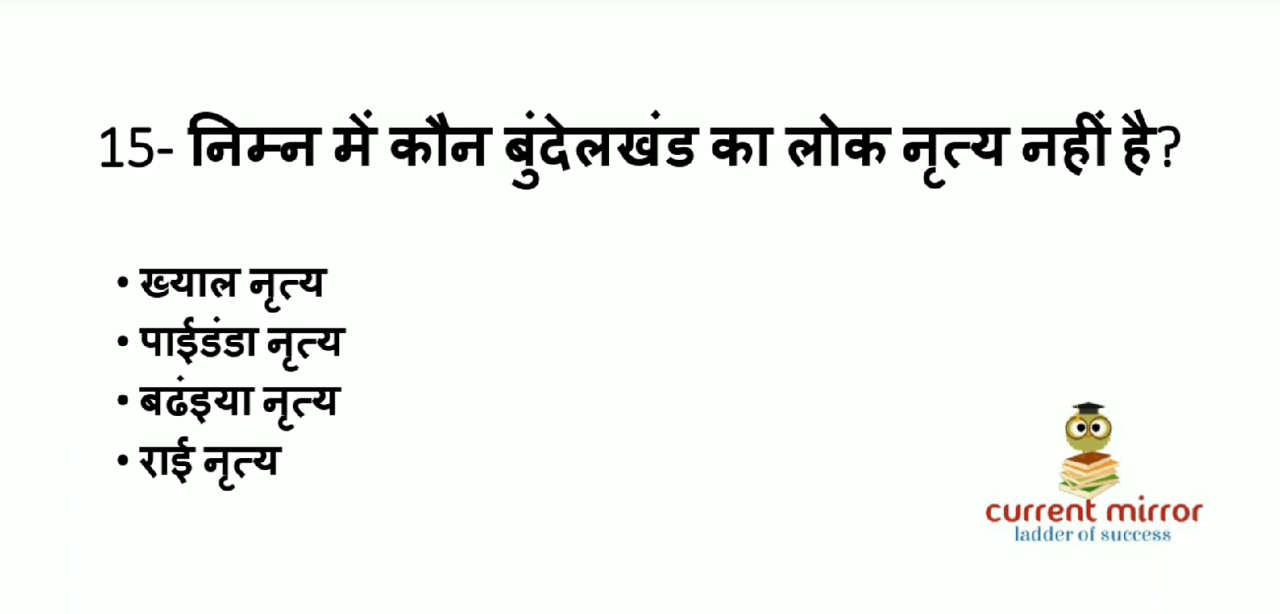 15- निम्न में कौन बुंदेलखंड का लोक नृत्य नहीं है?
• ख्याल नृत्य
• पाईडंडा नृत्य
• बढंइया नृत्य
• राई नृत्य
current mirror
ladder of success